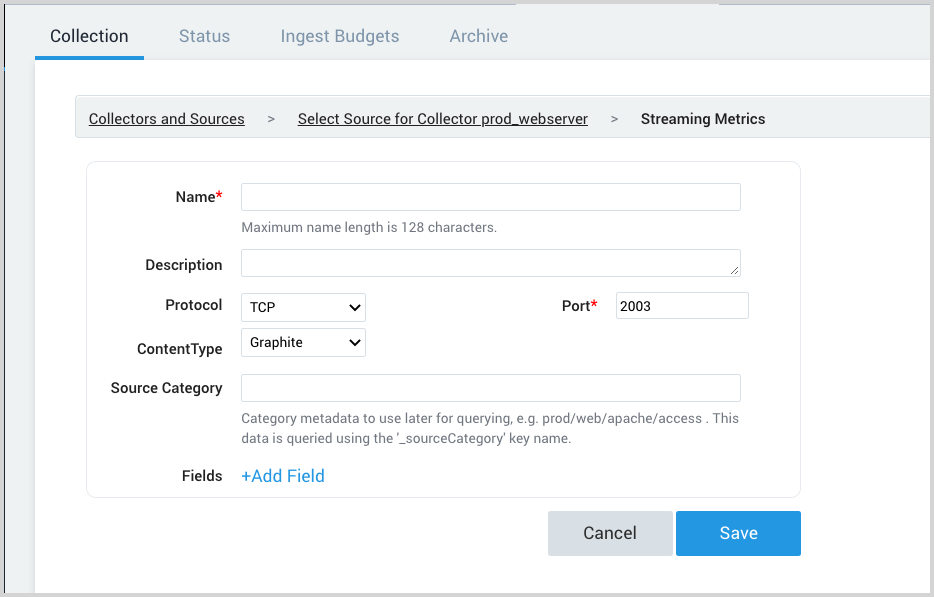 Collection Status Ingest Budgets Archive
Collectors and Sources > Select Source for Collector prod_webserver > Streaming Metrics
Name*
Maximum name length is 128 characters.
Description
Protocol TCP Port* 2003
ContentType Graphite
Source Category
Category metadata to use later for querying, e.g. prod/web/apache/access . This
data is queried using the '_sourceCategory' key name.
Fields +Add Field
Cancel Save